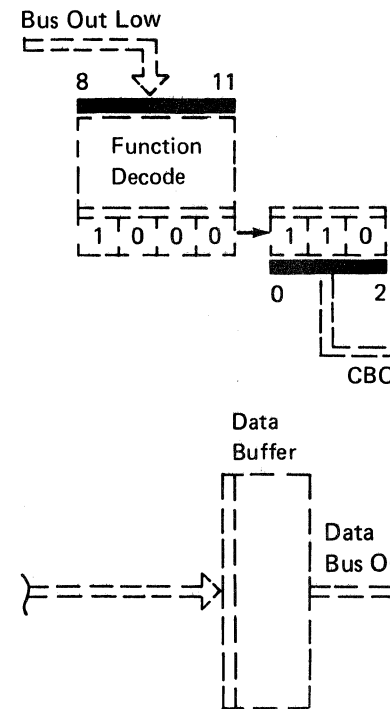 Bus Out Low
8 11
Function
Decode
1 0 0 0
1 1 0
0 2
CBC
Data
Buffer
Data
Bus O